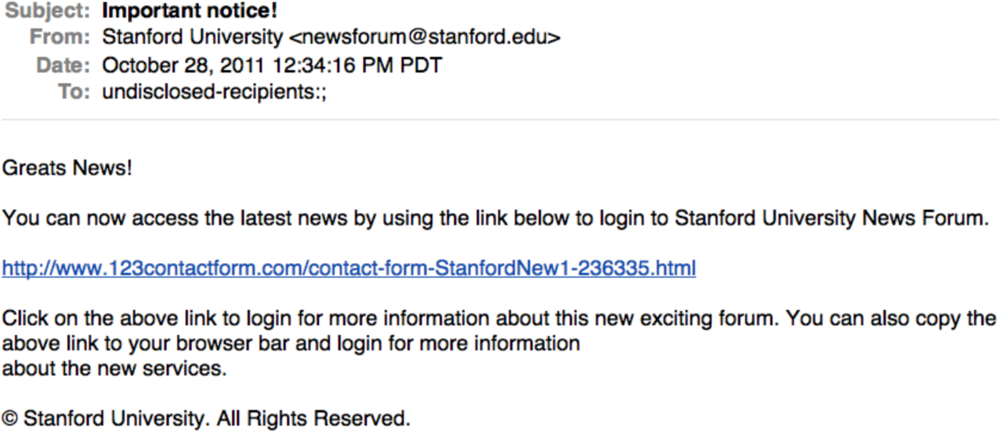 Subject: Important notice!
From: Stanford University <newsforum@stanford.edu>
Date: October 28, 2011 12:34:16 PM PDT
To: undisclosed-recipients:;
Greats News!
You can now access the latest news by using the link below to login to Stanford University News Forum.
http://www.123contactform.com/contact-form-StanfordNew1-236335.html
Click on the above link to login for more information about this new exciting forum. You can also copy the
above link to your browser bar and login for more information
about the new services.
© Stanford University. All Rights Reserved.